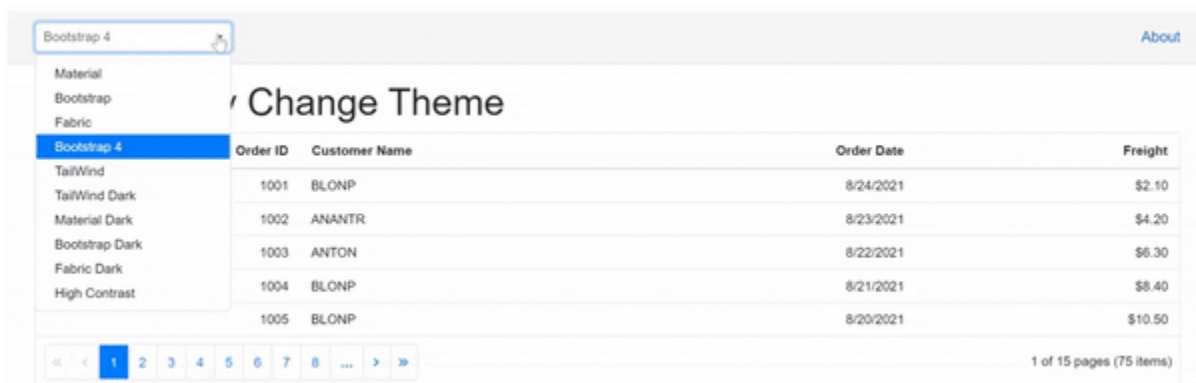 Bootstrap 4
About
Material
Bootstrap
Fabric
Bootstrap 4
TailWind
TailWind Dark
Material Dark
Bootstrap Dark
Fabric Dark
High Contrast
Change Theme
Order ID Customer Name Order Date Freight
1001 BLONP 8/24/2021 $2.10
1002 ANANTR 8/23/2021 $4.20
1003 ANTON 8/22/2021 $6.30
1004 BLONP 8/21/2021 $8.40
1005 BLONP 8/20/2021 $10.50
« < 1 2 3 4 5 6 7 8 ... > » 1 of 15 pages (75 items)